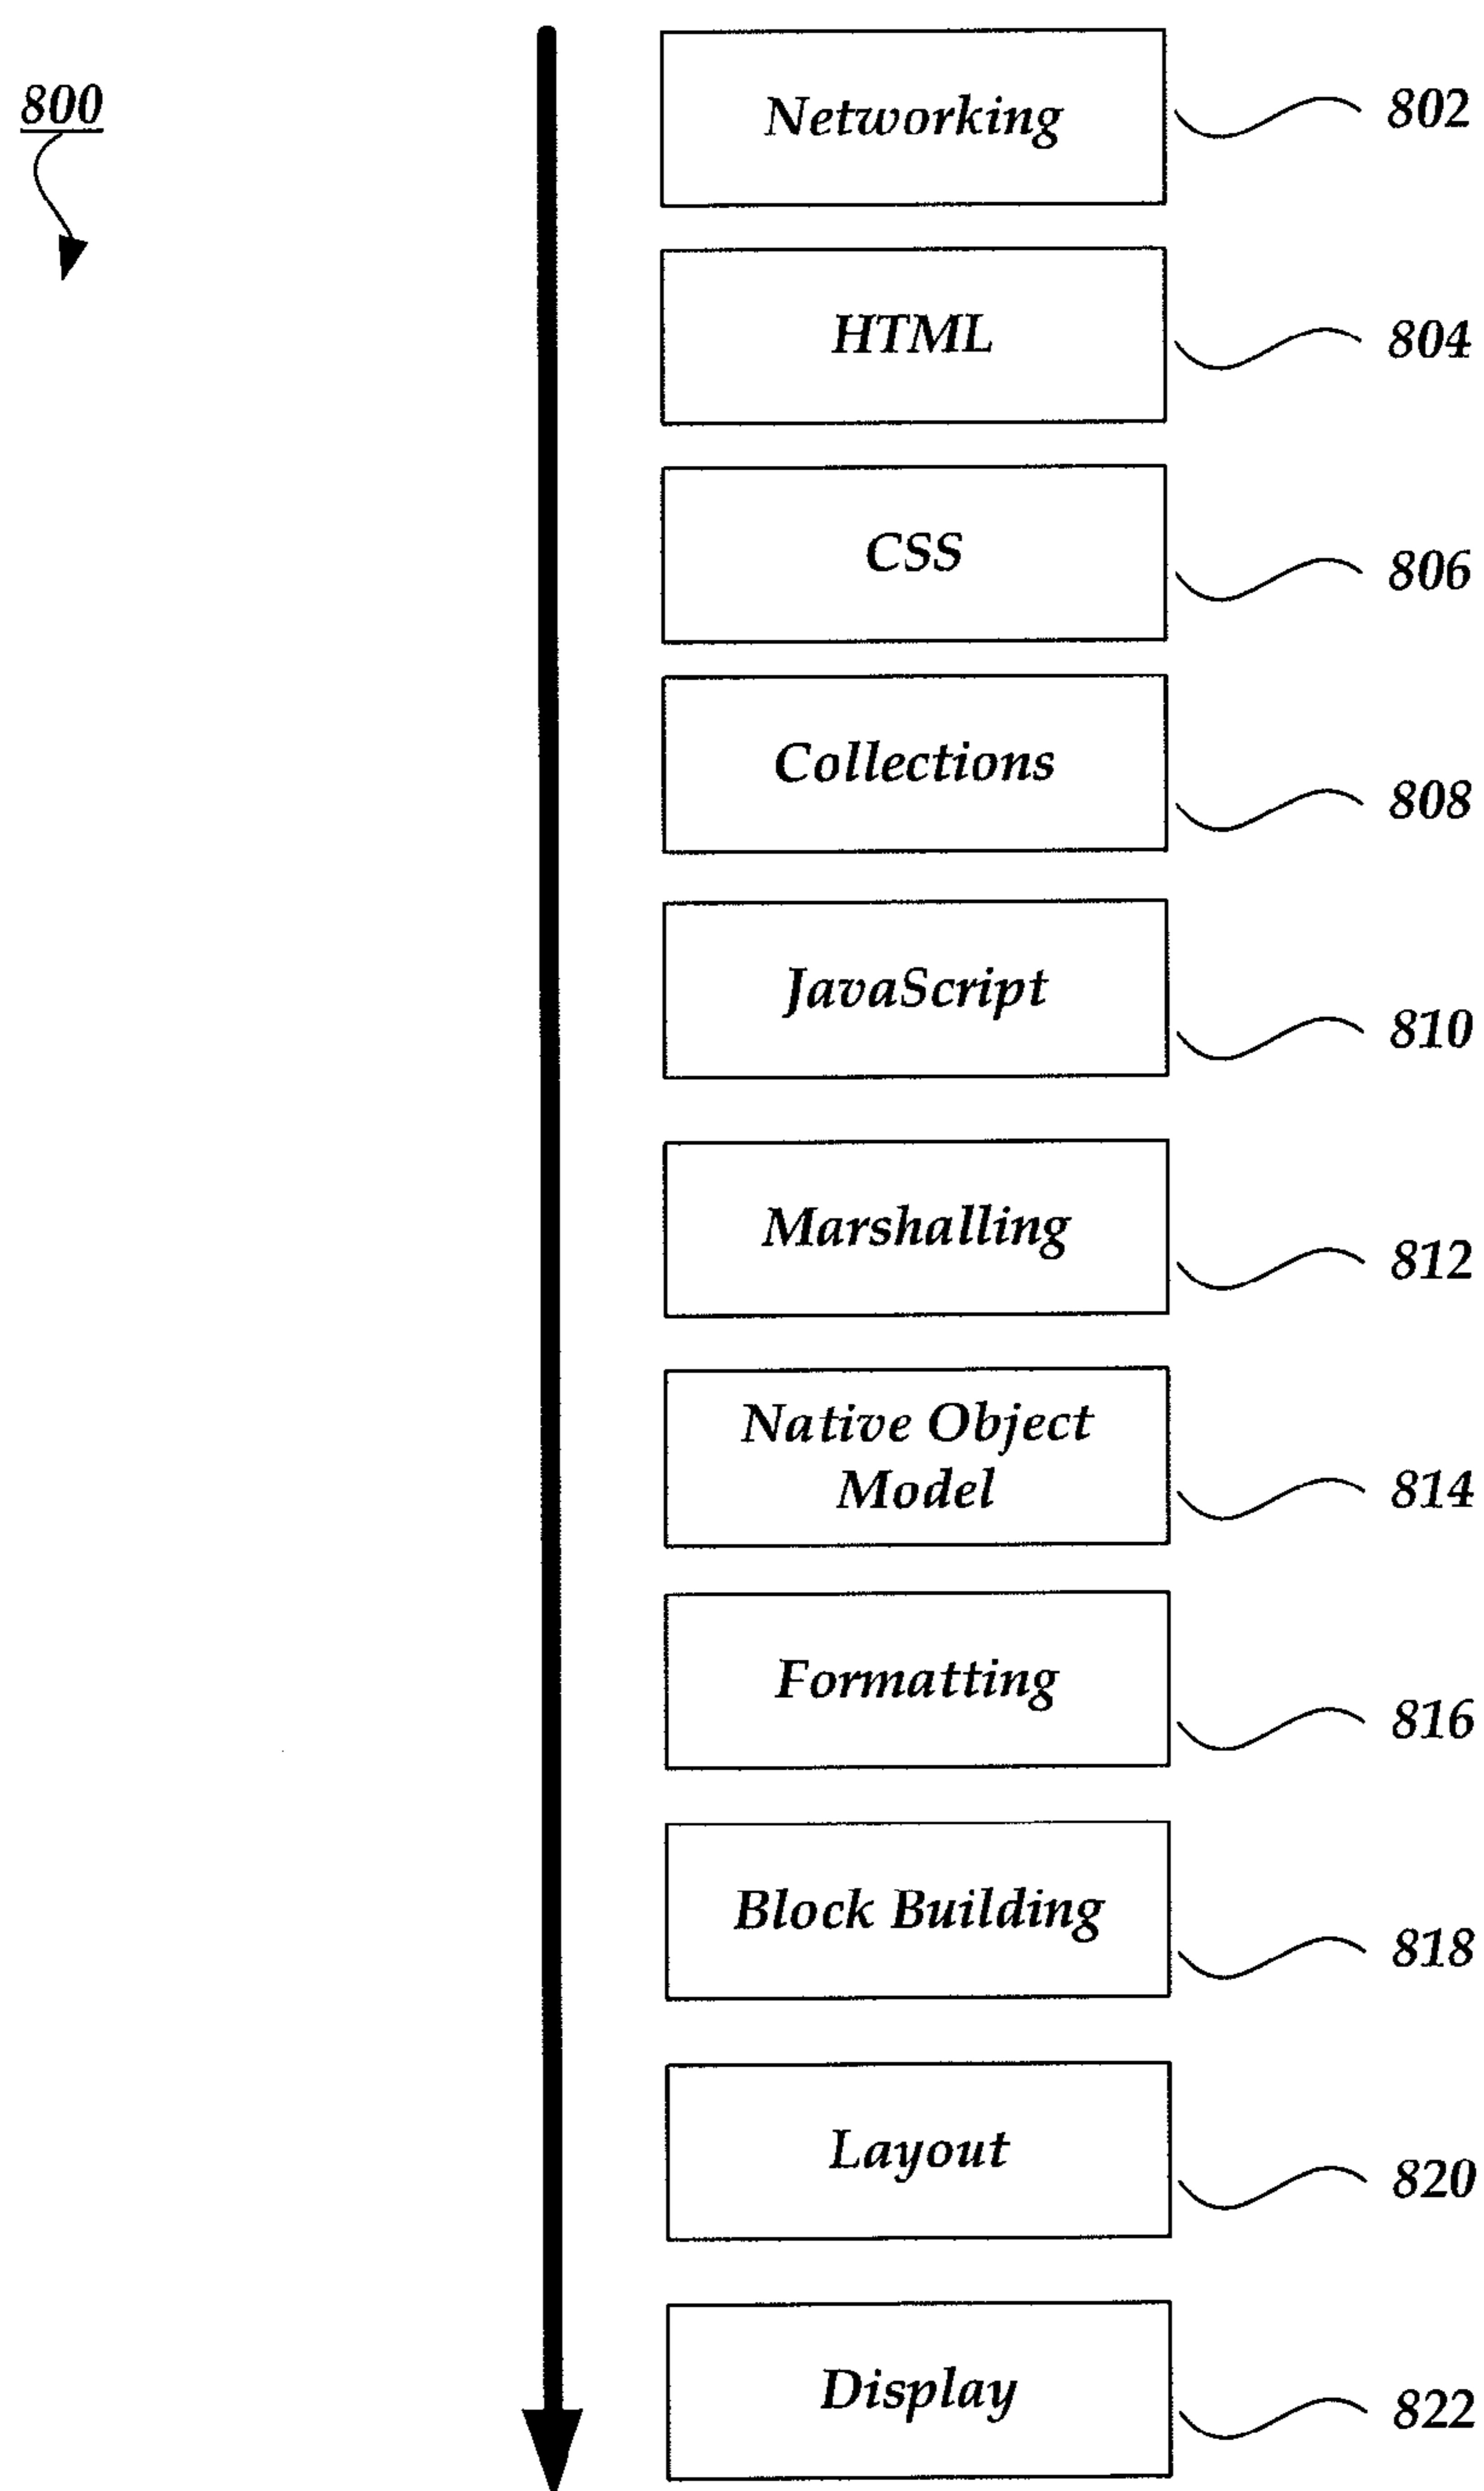 800
Networking
802
HTML
804
CSS
806
Collections
808
JavaScript
810
Marshalling
812
Native Object
Model
814
Formatting
816
Block Building
818
Layout
820
Display
822